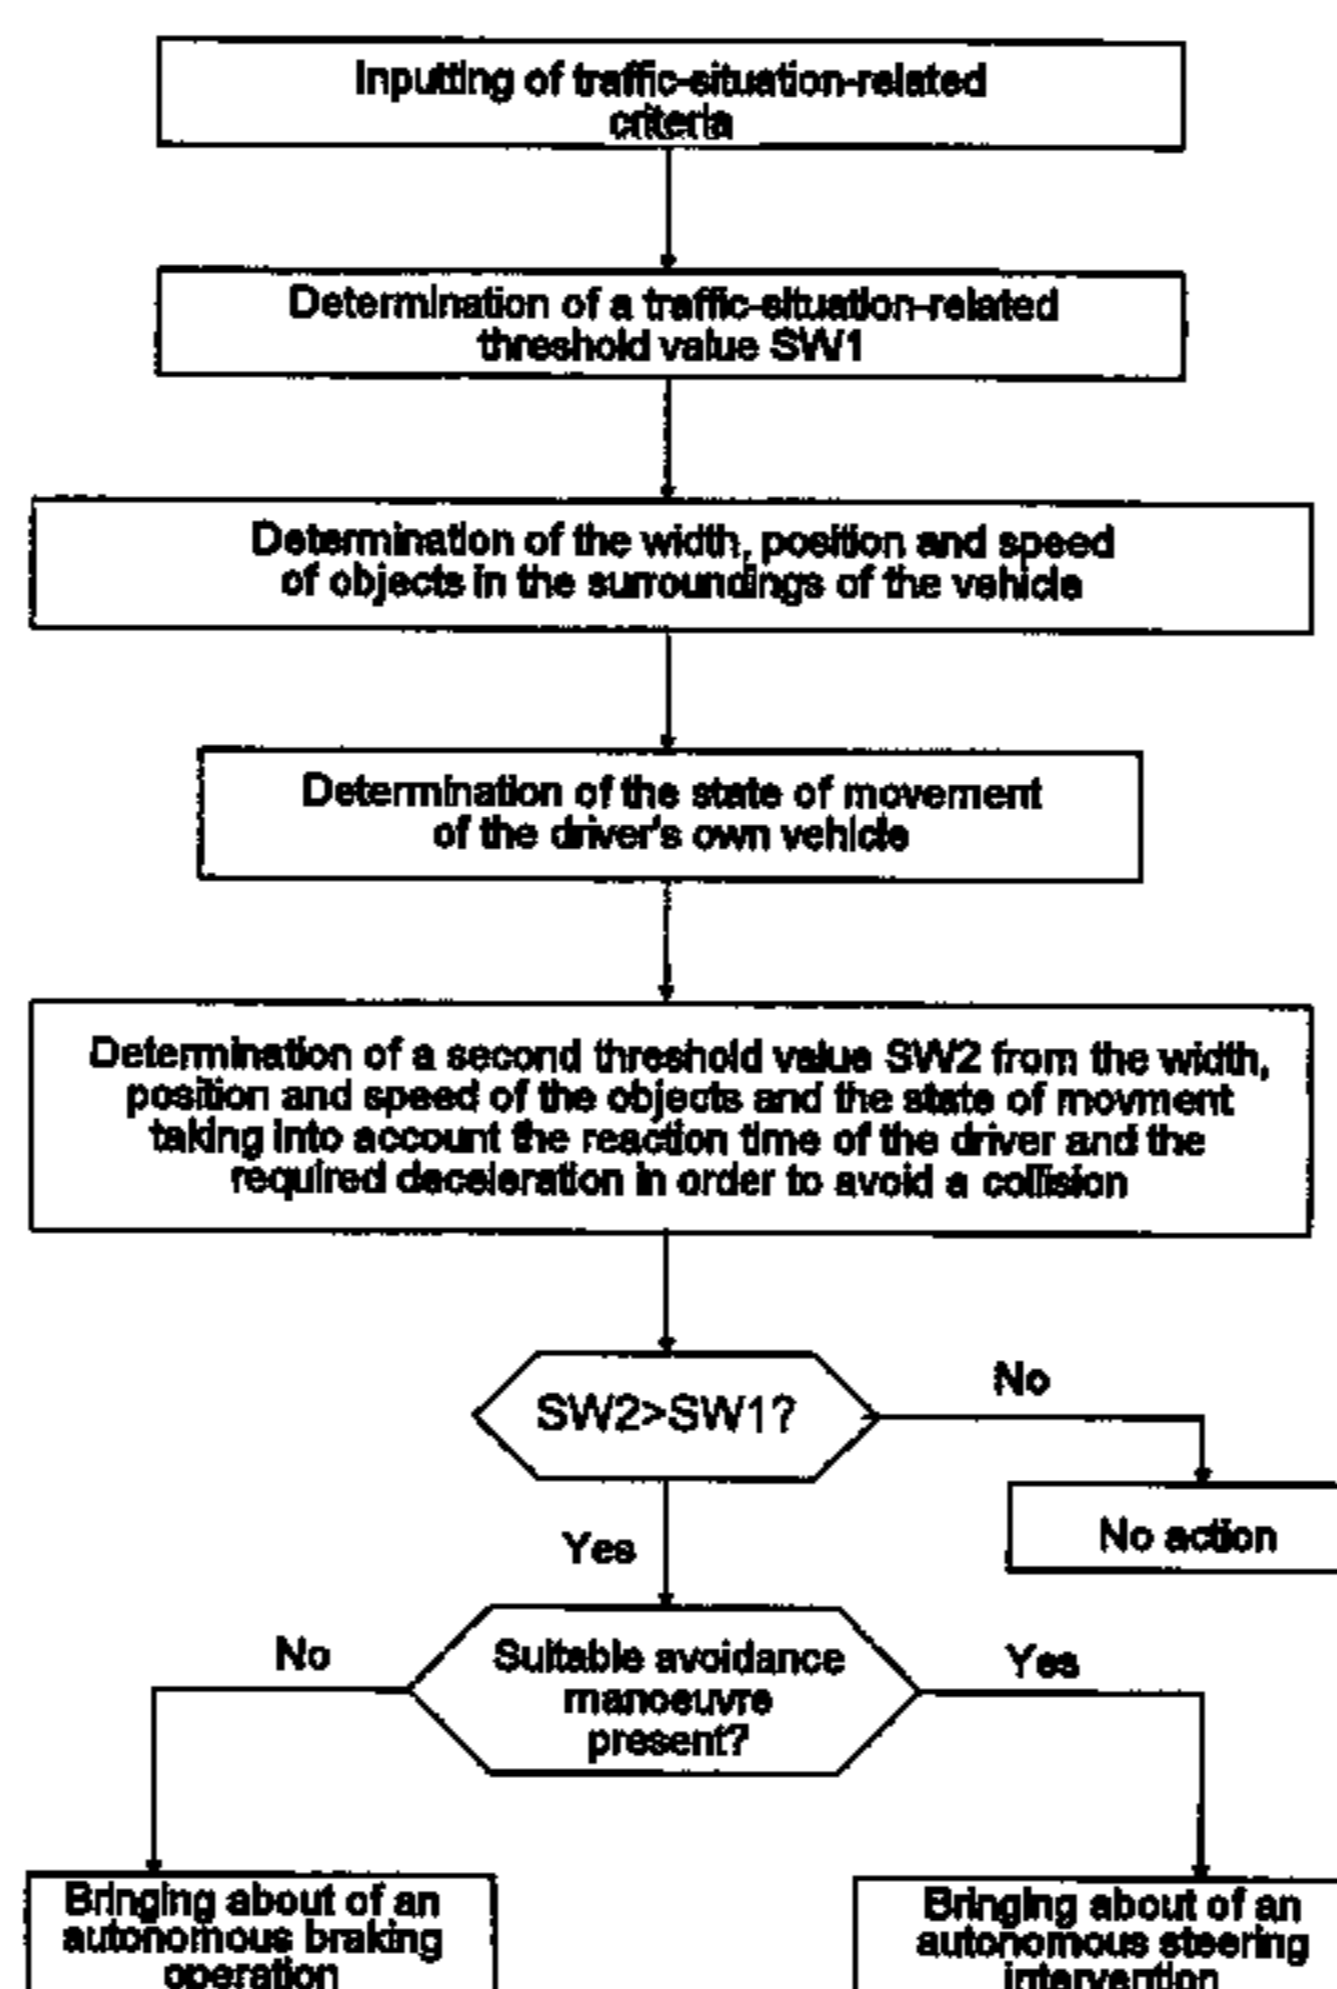 Inputting of traffic-situation-related
criteria
Determination of a traffic-situation-related
threshold value SW1
Determination of the width, position and speed
of objects in the surroundings of the vehicle
Determination of the state of movement
of the driver's own vehicle
Determination of a second threshold value SW2 from the width,
position and speed of the objects and the state of movment
taking into account the reaction time of the driver and the
required deceleration in order to avoid a collision
SW2>SW1?
No
No action
Yes
No
Suitable avoidance
manoeuvre
present?
Yes
Bringing about of an
autonomous braking
operation
Bringing about of an
autonomous steering
intervention